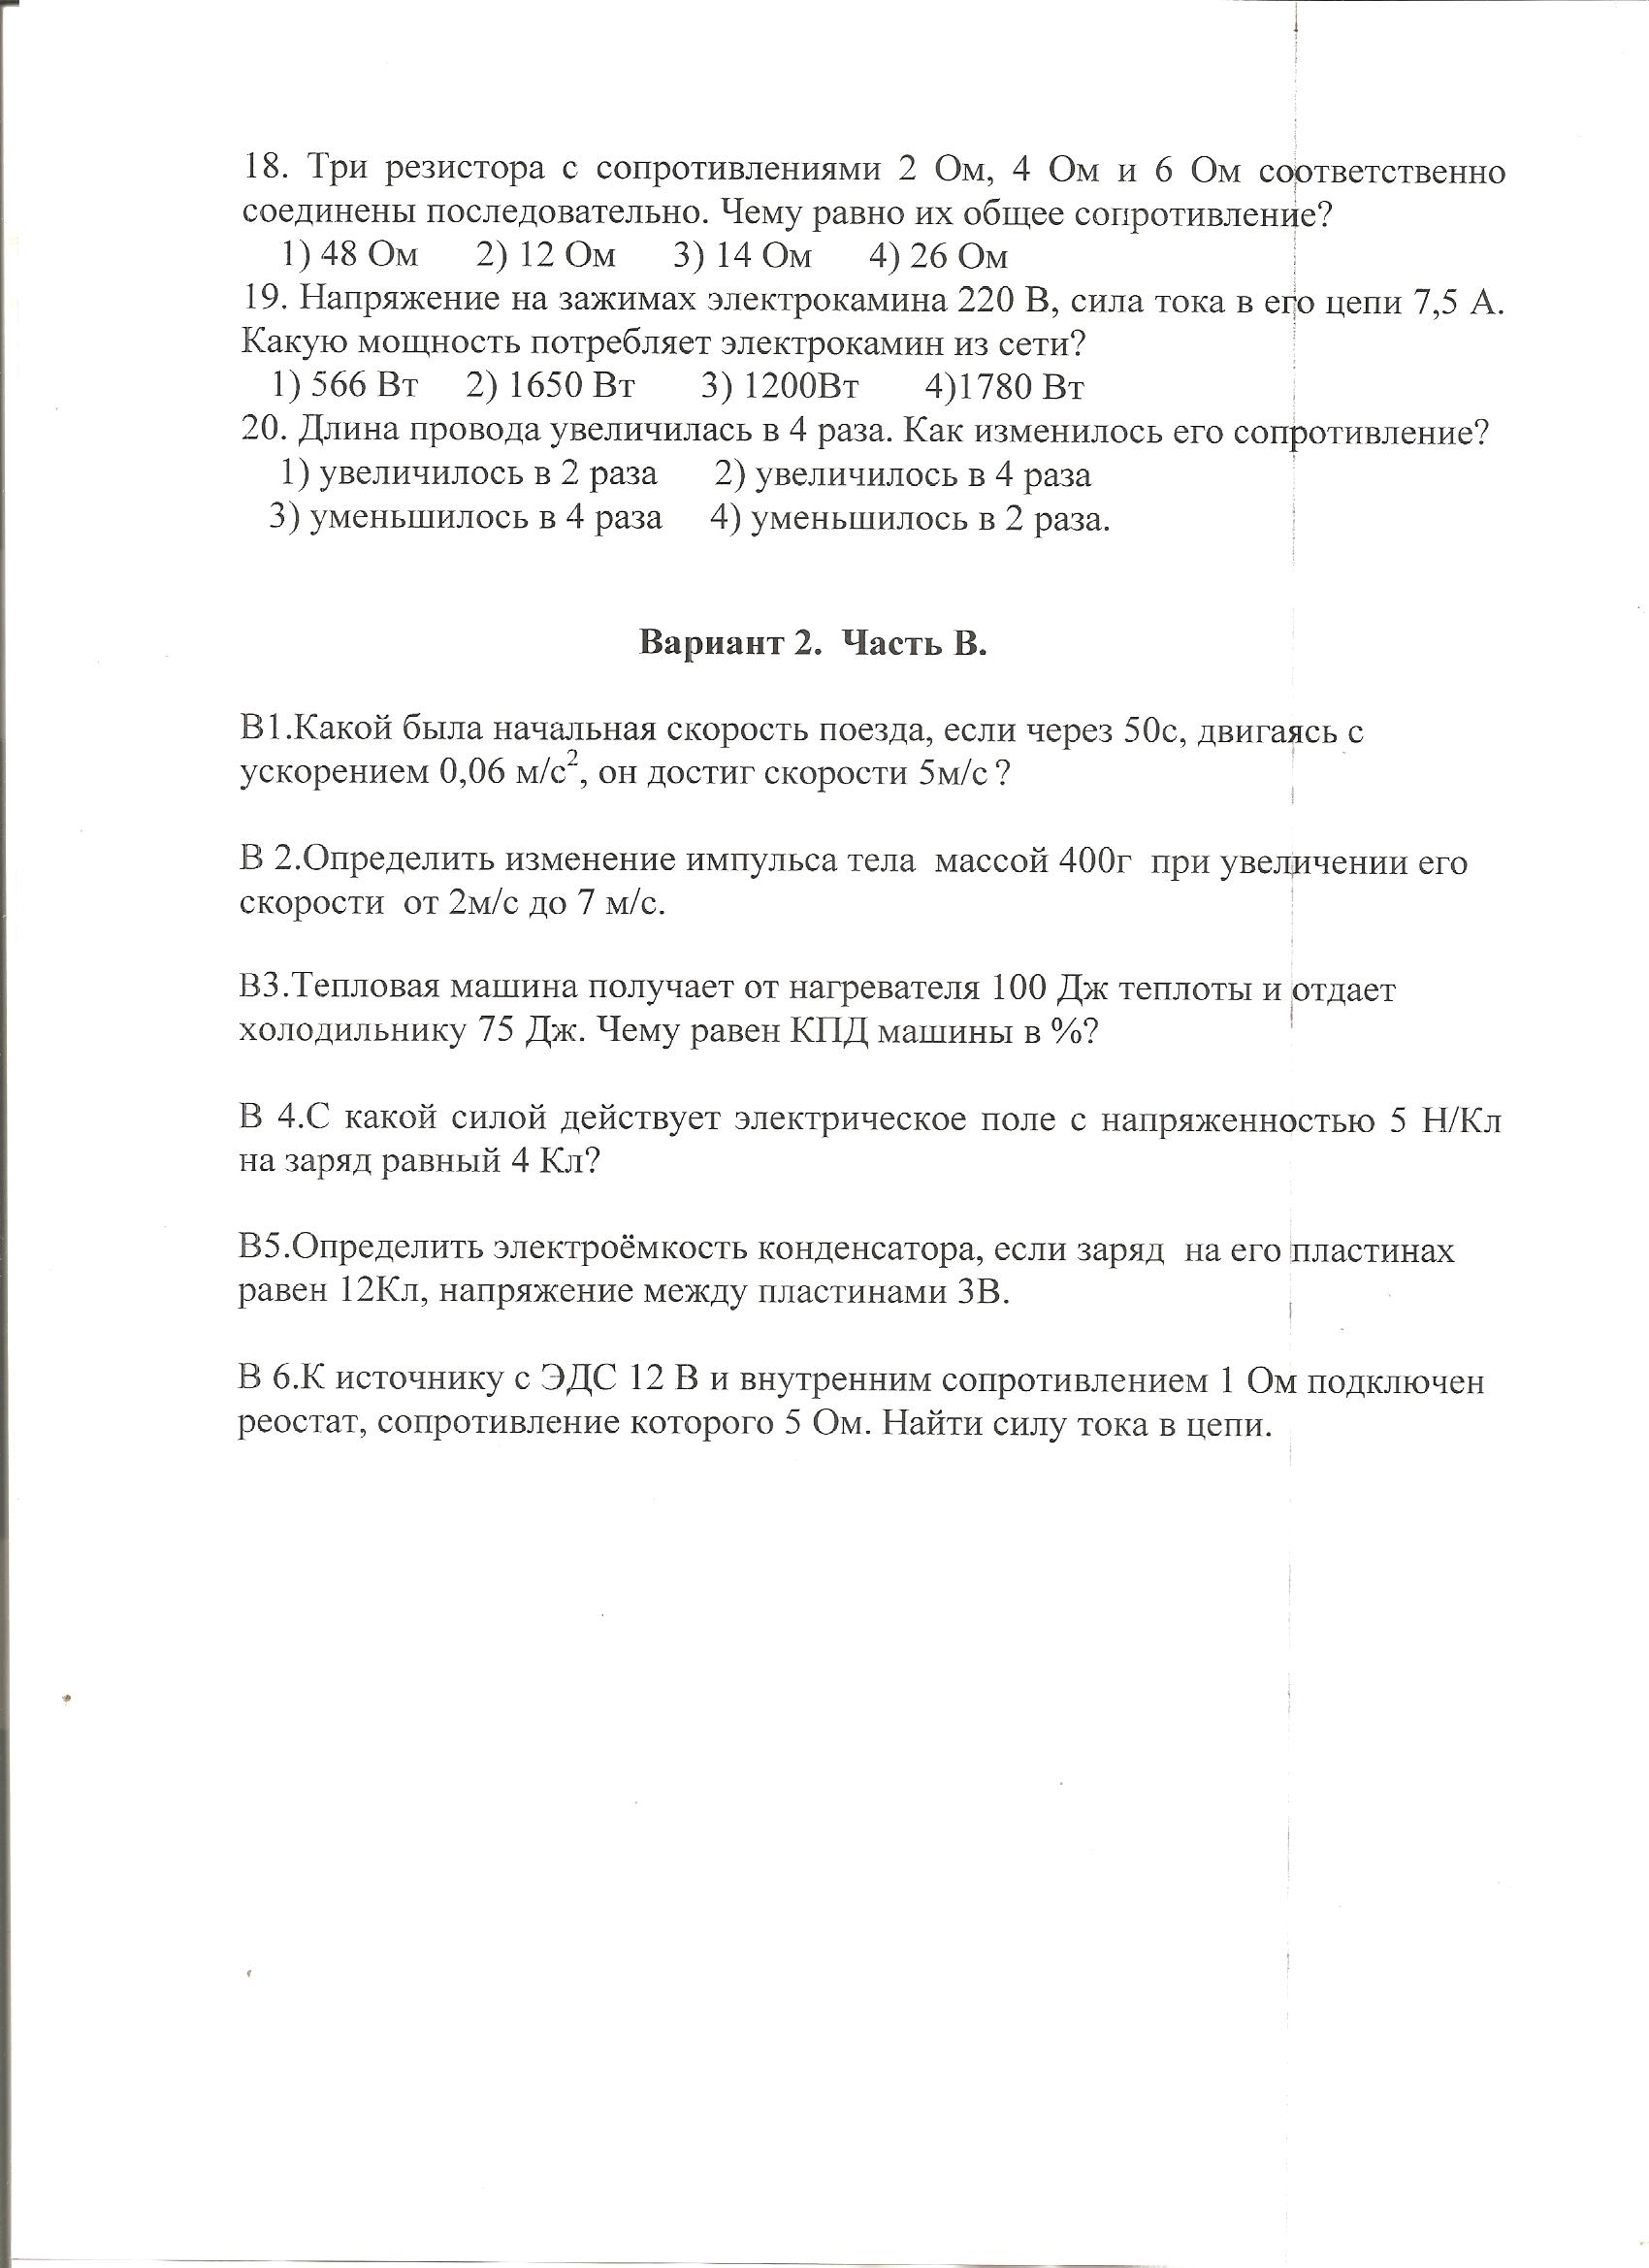 18. Три резистора с сопротивлениями 2 Ом, 4 Ом и 6 Ом соответственно
соединены последовательно. Чему равно их общее сопротивление?
1) 48 Ом 2) 12 Ом 3) 14 Ом 4) 26 Ом
19. Напряжение на зажимах электрокамина 220 В, сила тока в его цепи 7,5 А.
Какую мощность потребляет электрокамин из сети?
1) 566 Вт 2) 1650 Вт 3) 1200Вт 4)1780 Вт
20. Длина провода увеличилась в 4 раза. Как изменилось его сопротивление?
1) увеличилось в 2 раза 2) увеличилось в 4 раза
3) уменьшилось в 4 раза 4) уменьшилось в 2 раза.
Вариант 2. Часть В.
В1.Какой была начальная скорость поезда, если через 50с, двигаясь с
ускорением 0,06 м/с², он достиг скорости 5м/с ?
В 2.Определить изменение импульса тела массой 400г при увеличении его
скорости от 2м/с до 7 м/с.
В3.Тепловая машина получает от нагревателя 100 Дж теплоты и отдает
холодильнику 75 Дж. Чему равен КПД машины в %?
В 4.С какой силой действует электрическое поле с напряженностью 5 Н/Кл
на заряд равный 4 Кл?
В5.Определить электроёмкость конденсатора, если заряд на его пластинах
равен 12Кл, напряжение между пластинами 3В.
В 6.К источнику с ЭДС 12 В и внутренним сопротивлением 1 Ом подключен
реостат, сопротивление которого 5 Ом. Найти силу тока в цепи.